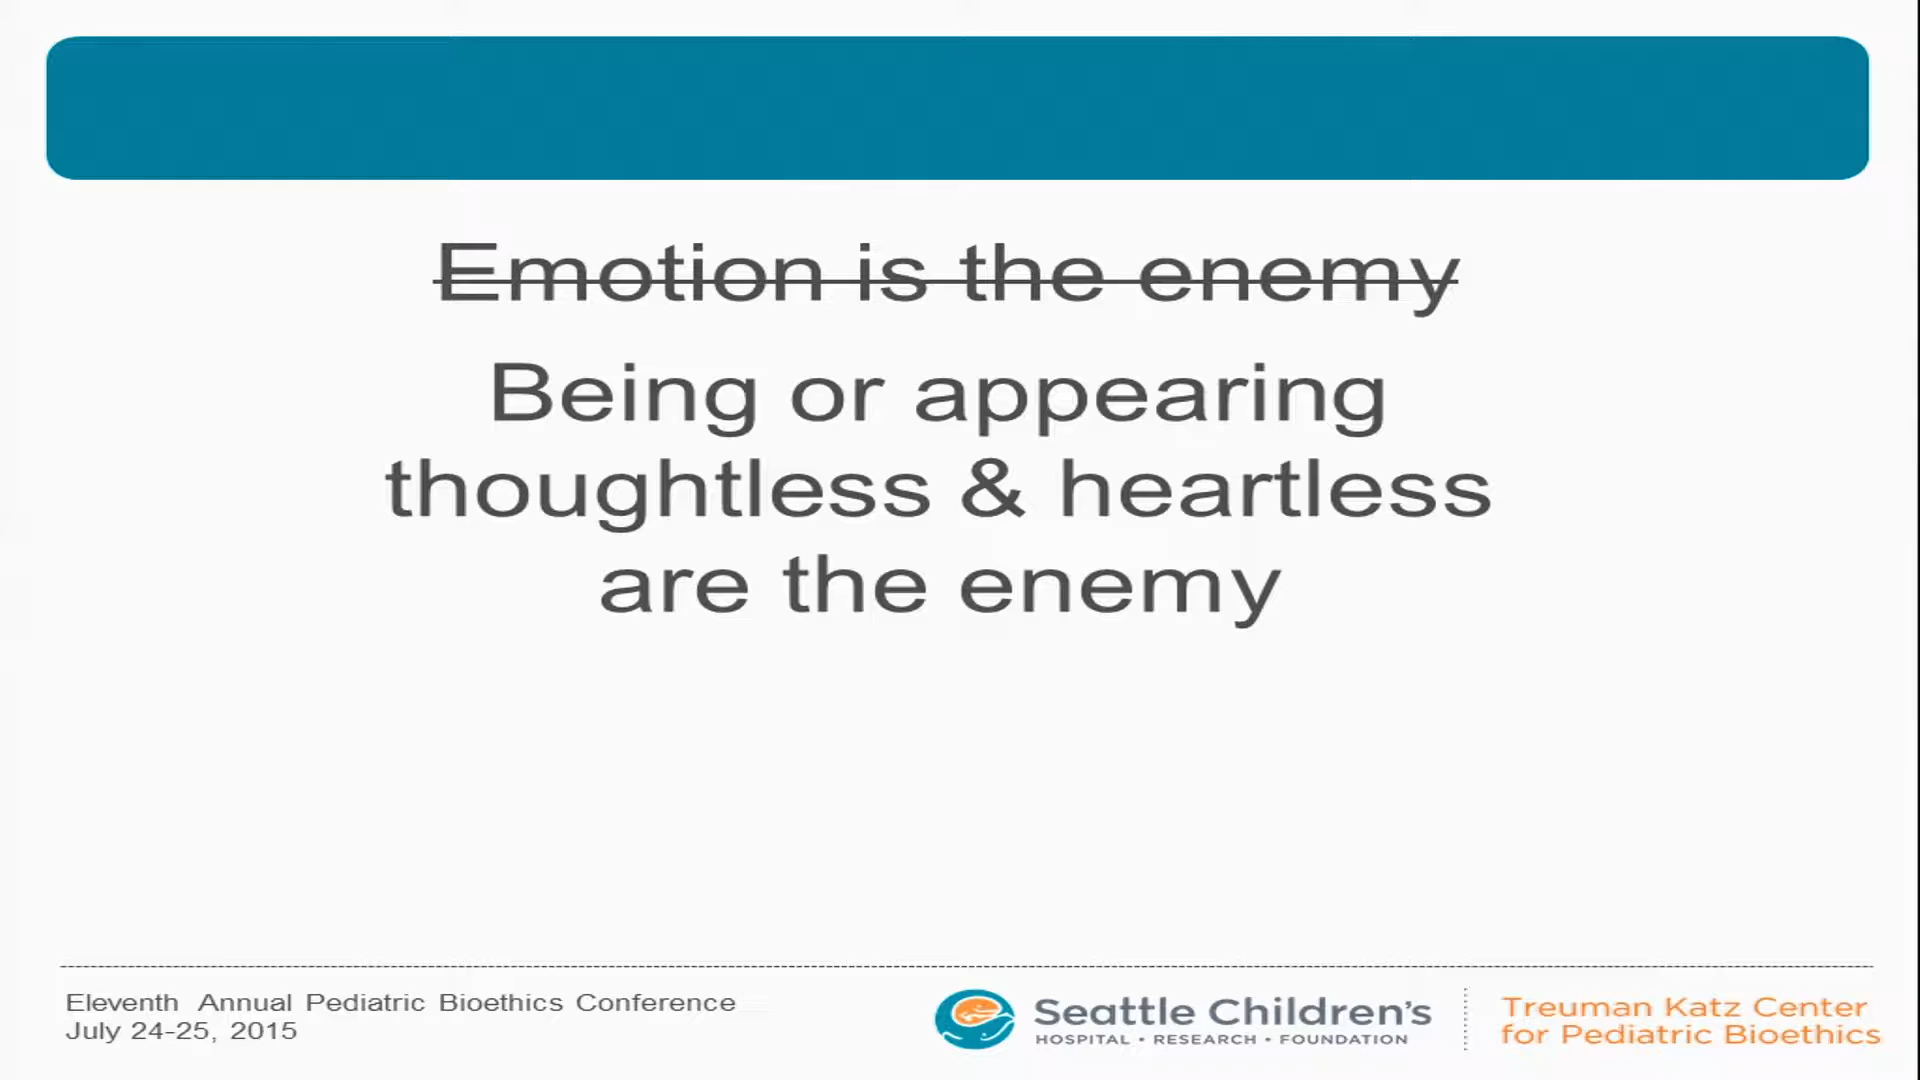 Emotion is the enemy
Being or appearing
thoughtless & heartless
are the enemy
Eleventh Annual Pediatric Bioethics Conference
July 24-25, 2015
Seattle Children's
HOSPITAL • RESEARCH • FOUNDATION
Treuman Katz Center
for Pediatric Bioethics